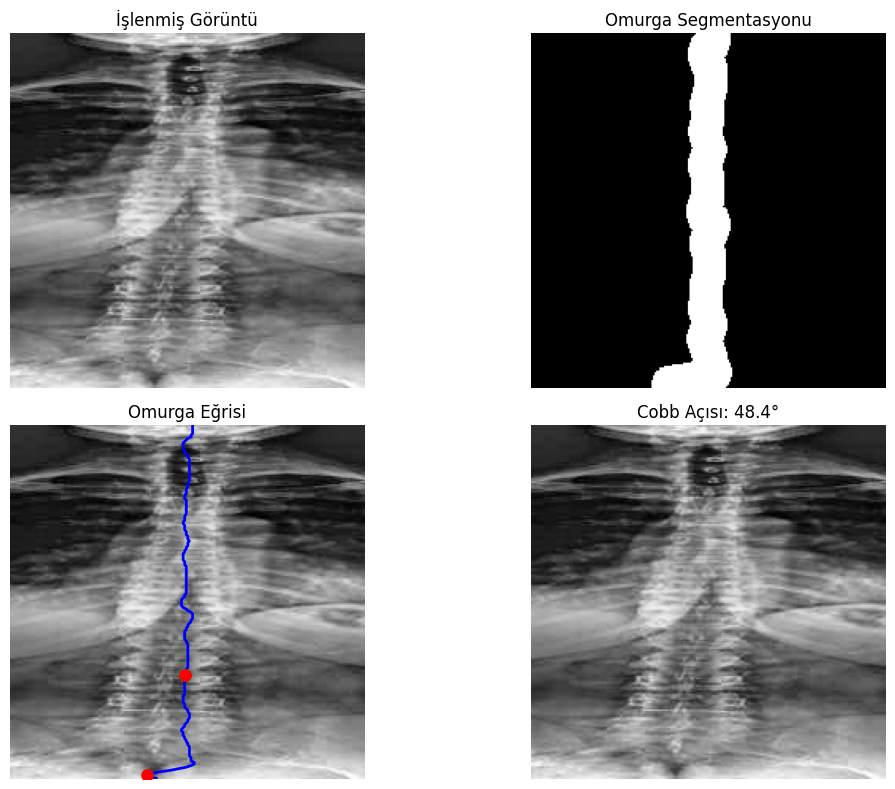 İşlenmiş Görüntü
Omurga Segmentasyonu
Omurga Eğrisi
Cobb Açısı: 48.4°